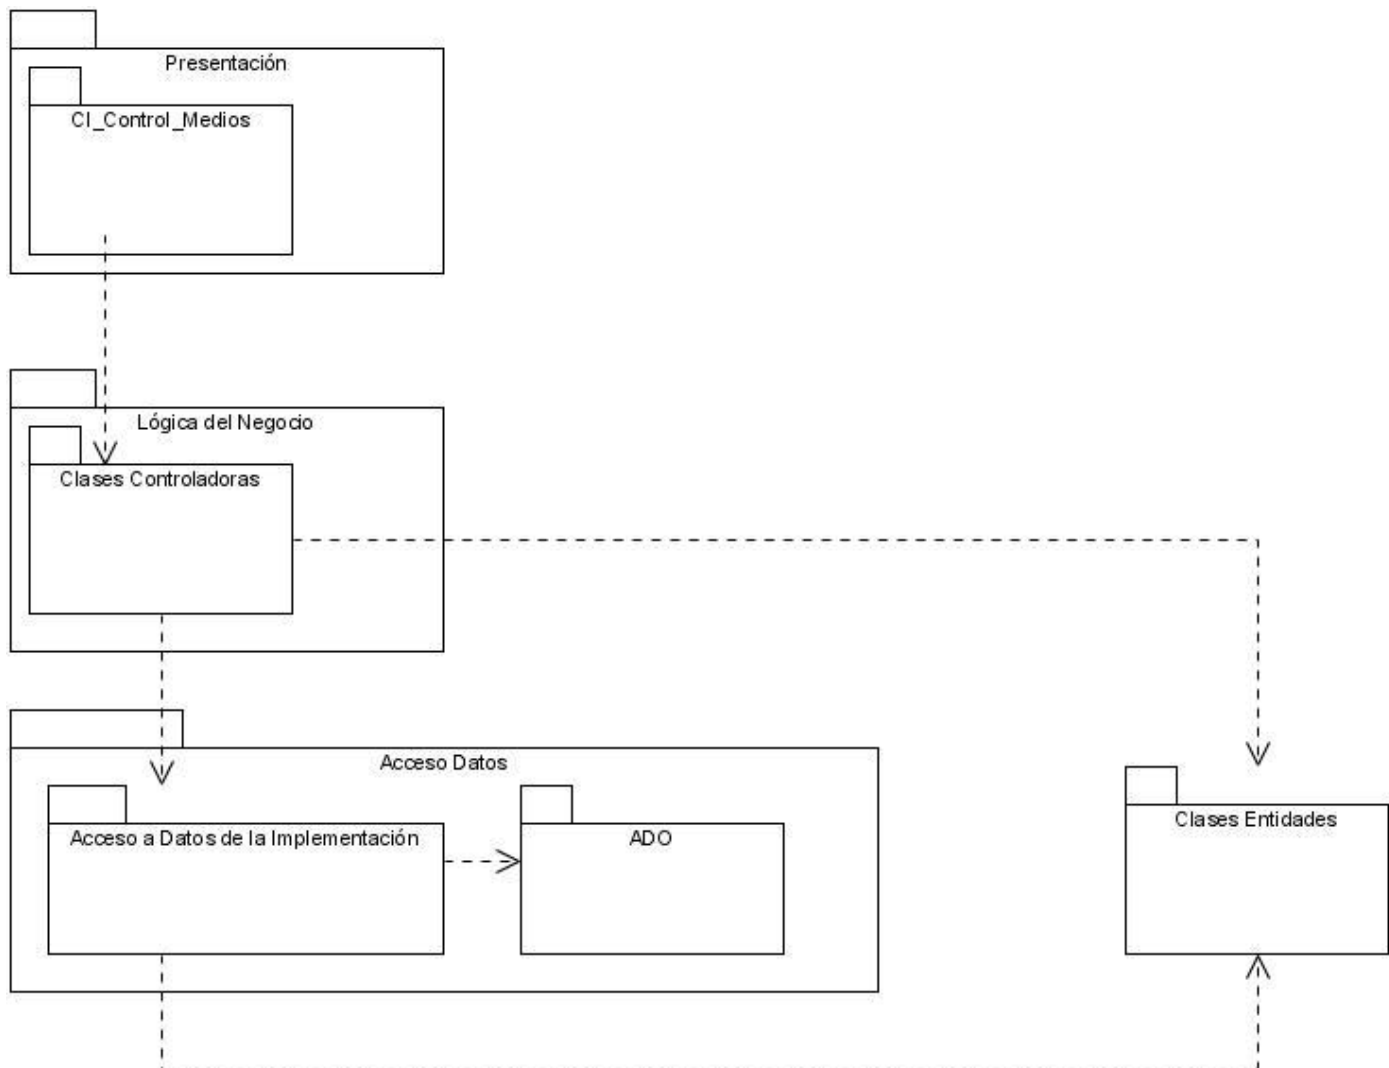 Presentación
CI_Control_Medios
Lógica del Negocio
Clases Controladoras
Acceso Datos
Acceso a Datos de la Implementación
ADO
Clases Entidades